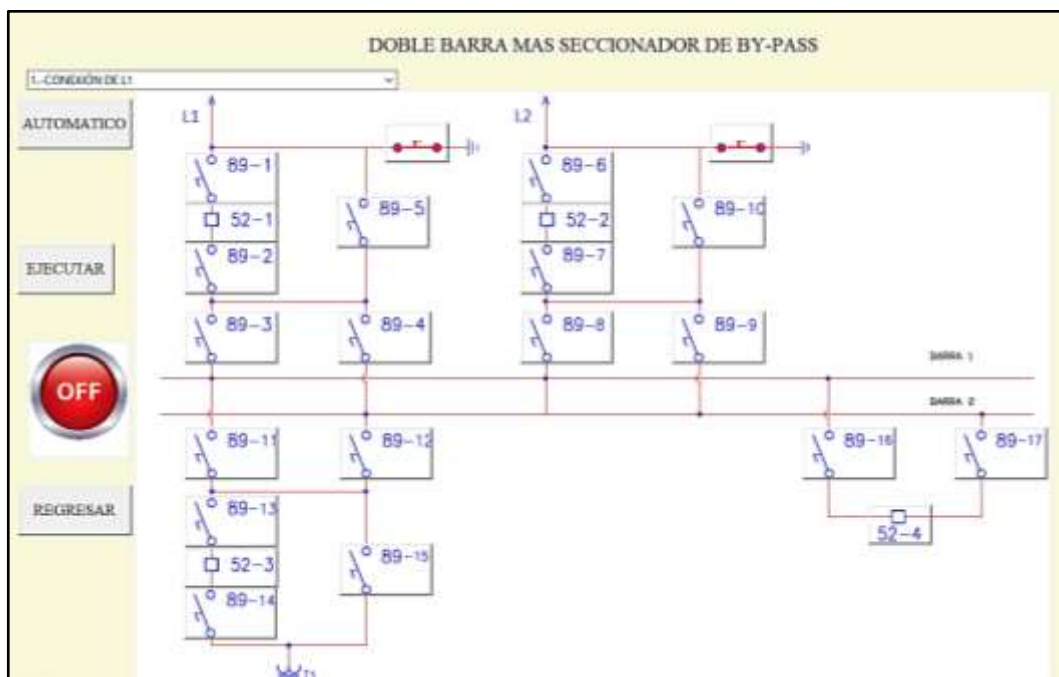 DOBLE BARRA MAS SECCIONADOR DE BY-PASS
1.-CONEXIÓN DE L1
AUTOMATICO
L1
L2
89-1
89-6
52-1
89-5
52-2
89-10
89-2
89-7
EJECUTAR
89-3
89-4
89-8
89-9
BARRA 1
OFF
BARRA 2
89-11
89-12
89-16
89-17
REGRESAR
89-13
52-4
52-3
89-15
89-14
T1